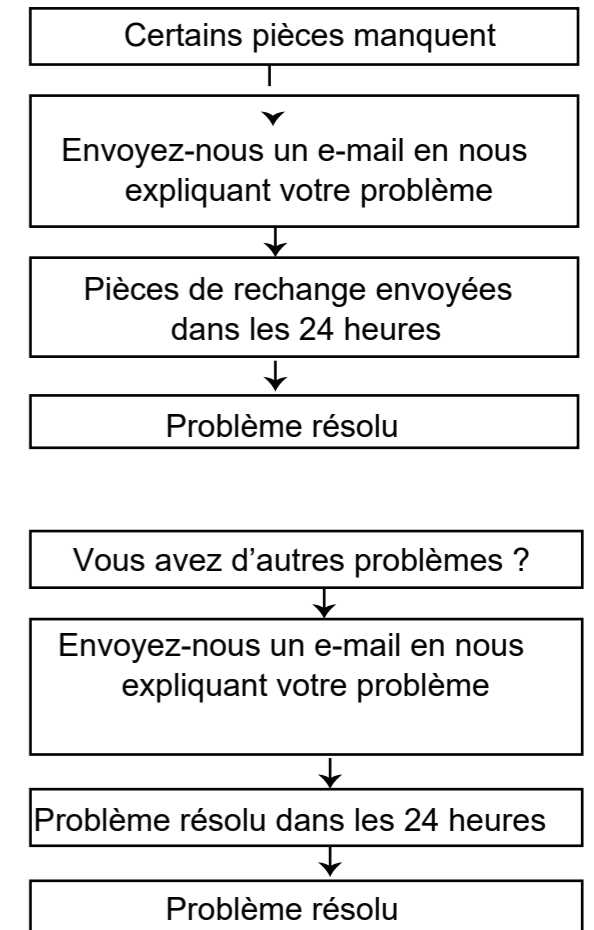 Certains pièces manquent
Envoyez-nous un e-mail en nous
expliquant votre problème
Pièces de rechange envoyées
dans les 24 heures
Problème résolu
Vous avez d’autres problèmes ?
Envoyez-nous un e-mail en nous
expliquant votre problème
Problème résolu dans les 24 heures
Problème résolu